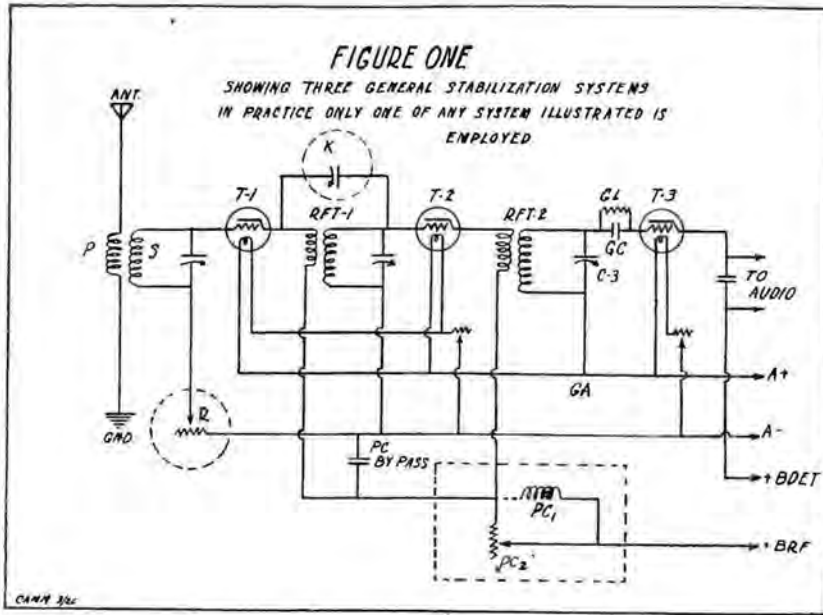 FIGURE ONE
SHOWING THREE GENERAL STABILIZATION SYSTEMS
IN PRACTICE ONLY ONE OF ANY SYSTEM ILLUSTRATED IS
EMPLOYED
ANT.
K
T-1
RFT-1
T-2
RFT-2
GL
T-3
P
S
GC
C-3
TO
AUDIO
GA
A+
R
A-
GND.
PC
BY PASS
+BDET
PC1
PC2
+BRF